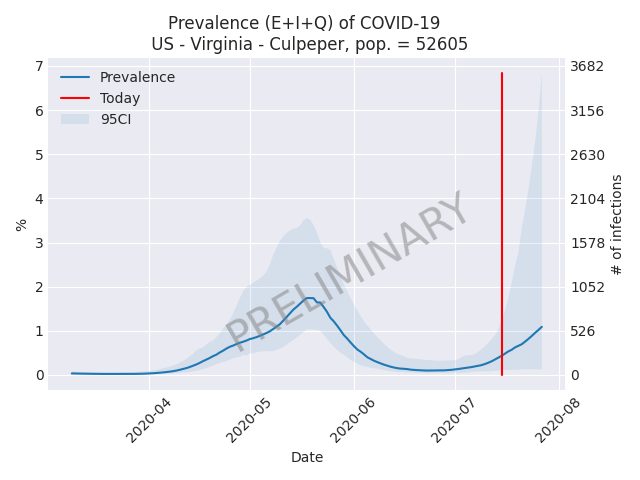 Prevalence (E+I+Q) of COVID-19
US - Virginia - Culpeper, pop. = 52605
Prevalence
Today
95CI
7
6
5
4
3
2
1
0
%
3682
3156
2630
2104
1578
1052
526
0
# of infections
PRELIMINARY
2020-04
2020-05
2020-06
2020-07
2020-08
Date